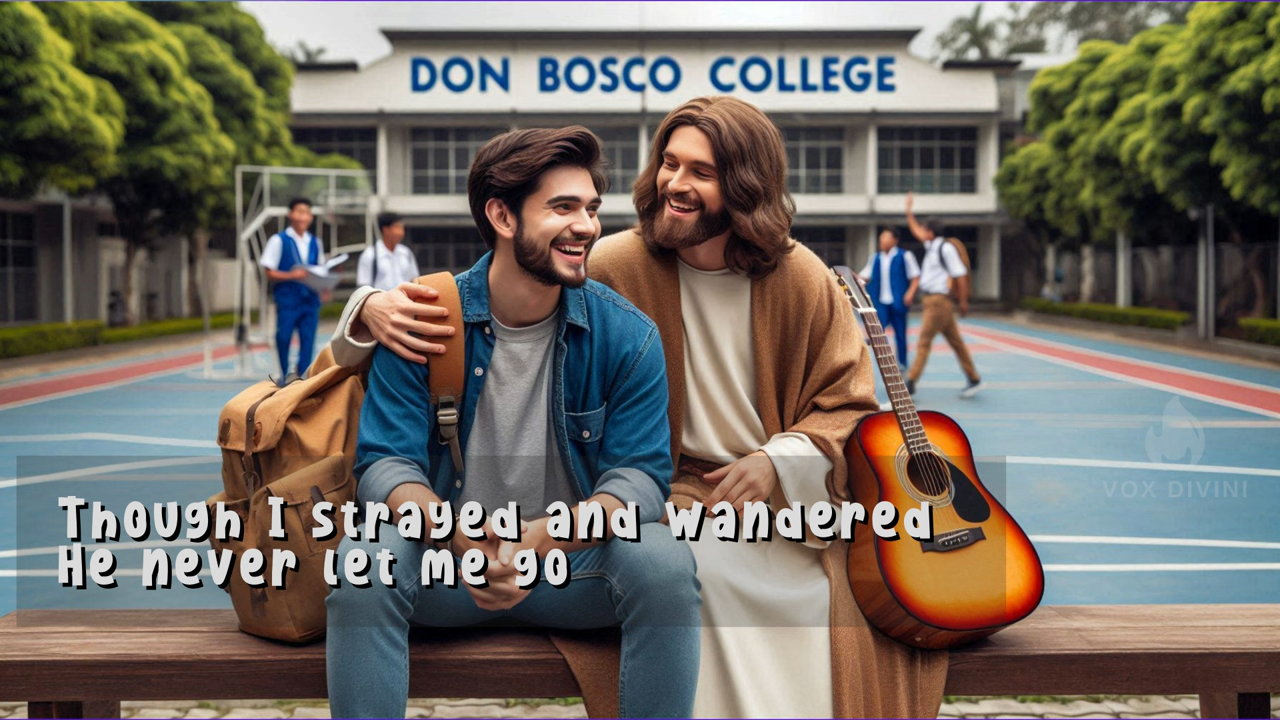 DON BOSCO COLLEGE
Though I strayed and wandered
He never let me go
VOX DIVINI